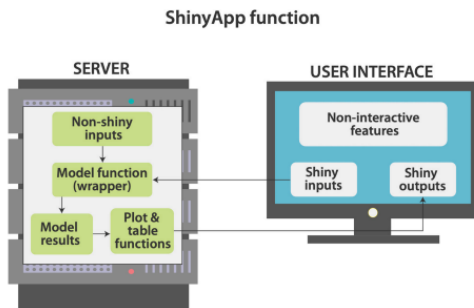 ShinyApp function
SERVER
Non-shiny
inputs
Model function
(wrapper)
Model
results
Plot &
table
functions
USER INTERFACE
Non-interactive
features
Shiny
inputs
Shiny
outputs